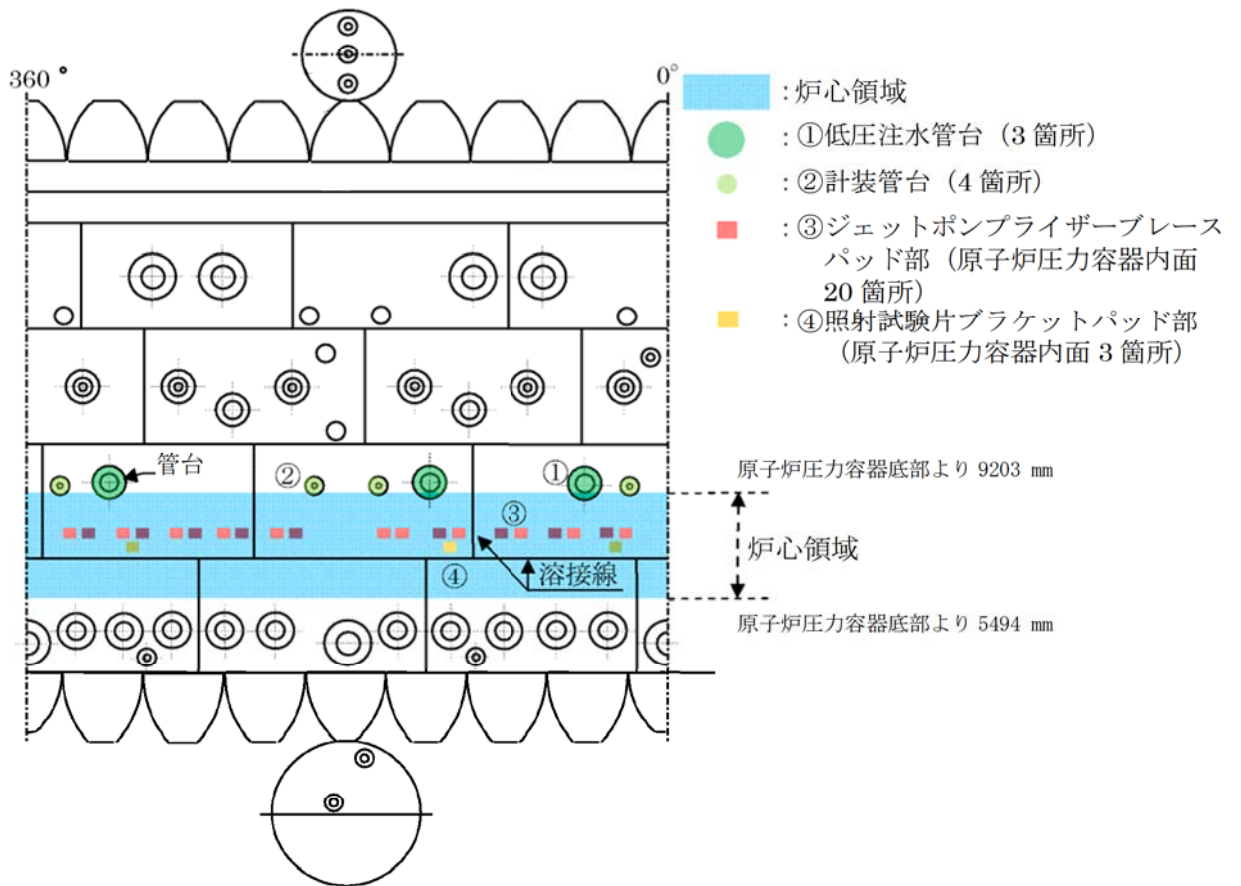 360°
0°
:炉心領域
:①低圧注水管台(3 箇所)
:②計装管台(4 箇所)
:③ジェットポンプライザーブレース
パッド部(原子炉圧力容器内面
20 箇所)
:④照射試験片ブラケットパッド部
(原子炉圧力容器内面 3 箇所)
管台
②
①
原子炉圧力容器底部より 9203 mm
③
炉心領域
④
溶接線
原子炉圧力容器底部より 5494 mm